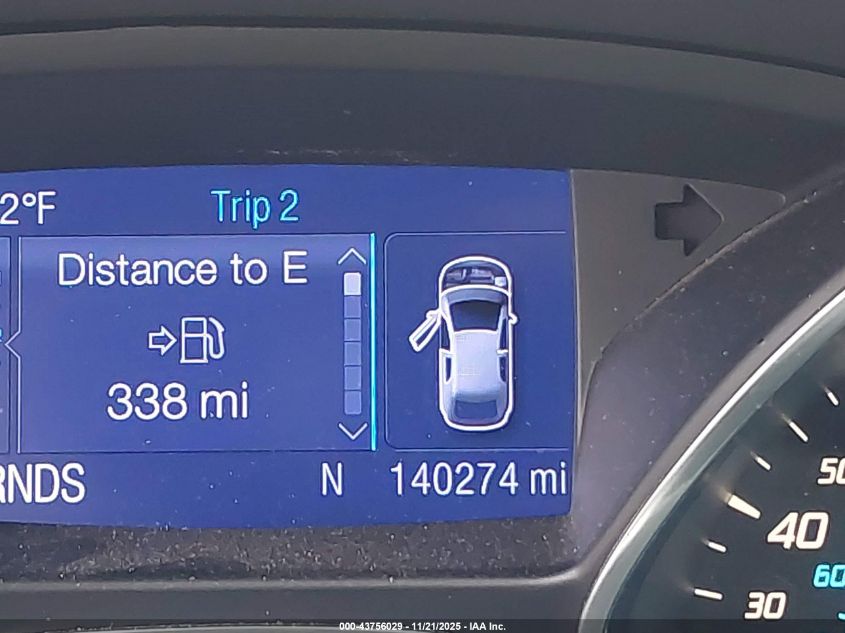 2°F
Trip 2
Distance to E
338 mi
RNDS
N
140274 mi
50
40
60
30
000-43756029 - 11/21/2025 - IAA Inc.